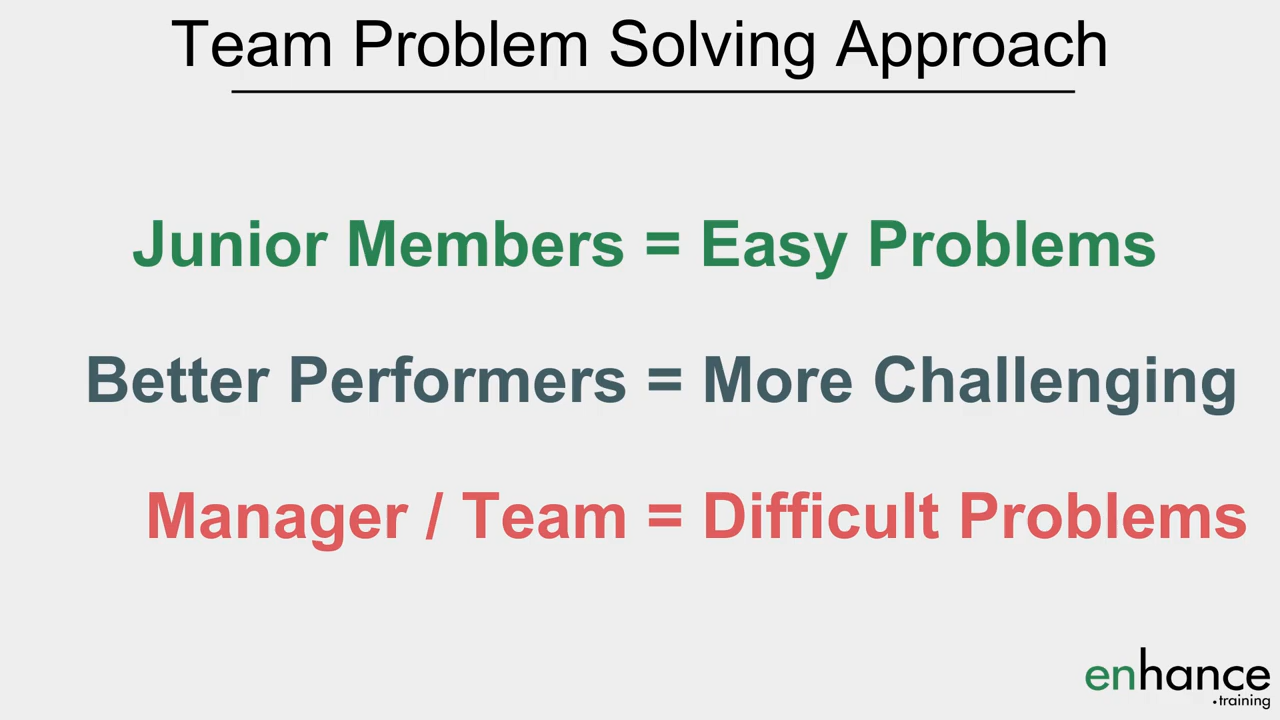 Team Problem Solving Approach
Junior Members = Easy Problems
Better Performers = More Challenging
Manager / Team = Difficult Problems
enhance
.training